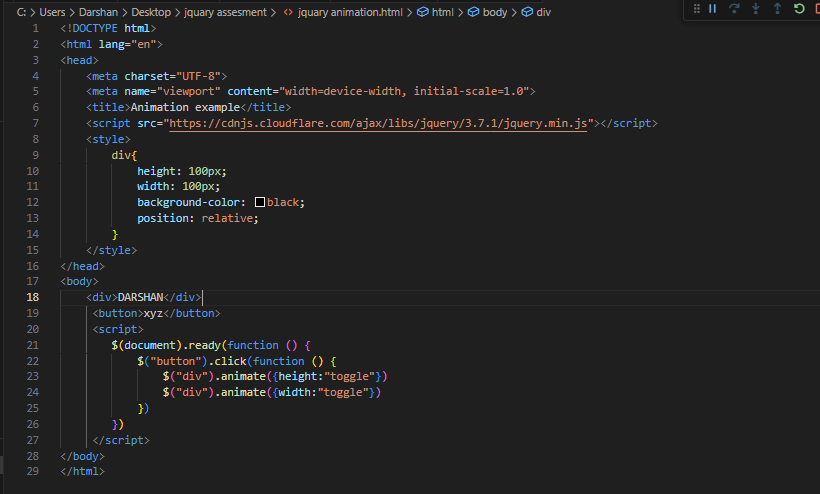 C: > Users > Darshan > Desktop > jquary assesment > <> jquary animation.html > html > body > div
1 <!DOCTYPE html>
2 <html lang="en">
3 <head>
4 <meta charset="UTF-8">
5 <meta name="viewport" content="width=device-width, initial-scale=1.0">
6 <title>Animation example</title>
7 <script src="https://cdnjs.cloudflare.com/ajax/libs/jquery/3.7.1/jquery.min.js"></script>
8 <style>
9 div{
10 height: 100px;
11 width: 100px;
12 background-color: black;
13 position: relative;
14 }
15 </style>
16 </head>
17 <body>
18 <div>DARSHAN</div>
19 <button>xyz</button>
20 <script>
21 $(document).ready(function () {
22 $("button").click(function () {
23 $("div").animate({height:"toggle"})
24 $("div").animate({width:"toggle"})
25 })
26 })
27 </script>
28 </body>
29 </html>